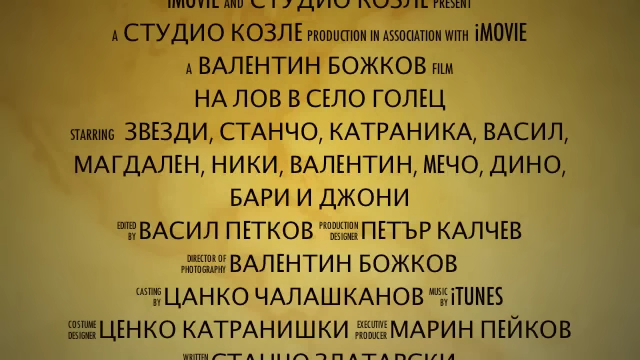 iMOVIE AND СТУДИО КОЗЛЕ PRESENT
A СТУДИО КОЗЛЕ PRODUCTION IN ASSOCIATION WITH iMOVIE
A ВАЛЕНТИН БОЖКОВ FILM
НА ЛОВ В СЕЛО ГОЛЕЦ
STARRING ЗВЕЗДИ, СТАНЧО, КАТРАНИКА, ВАСИЛ,
МАГДАЛЕН, НИКИ, ВАЛЕНТИН, МЕЧО, ДИНО,
БАРИ И ДЖОНИ
EDITED BY ВАСИЛ ПЕТКОВ PRODUCTION DESIGNER ПЕТЪР КАЛЧЕВ
DIRECTOR OF PHOTOGRAPHY ВАЛЕНТИН БОЖКОВ
CASTING BY ЦАНКО ЧАЛАШКАНОВ MUSIC BY iTUNES
COSTUME DESIGNER ЦЕНКО КАТРАНИШКИ EXECUTIVE PRODUCER МАРИН ПЕЙКОВ
WRITTEN СТАНЧО ЗЛАТАРСКИ